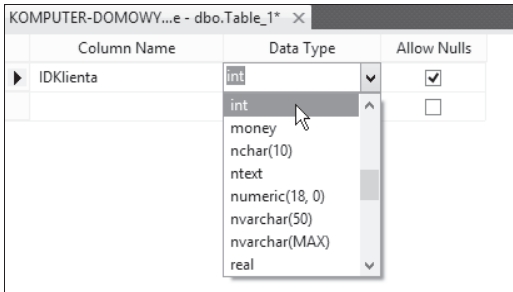 KOMPUTER-DOMOWY...e - dbo.Table_1*
Column Name Data Type Allow Nulls
IDKlienta int
int
money
nchar(10)
ntext
numeric(18, 0)
nvarchar(50)
nvarchar(MAX)
real